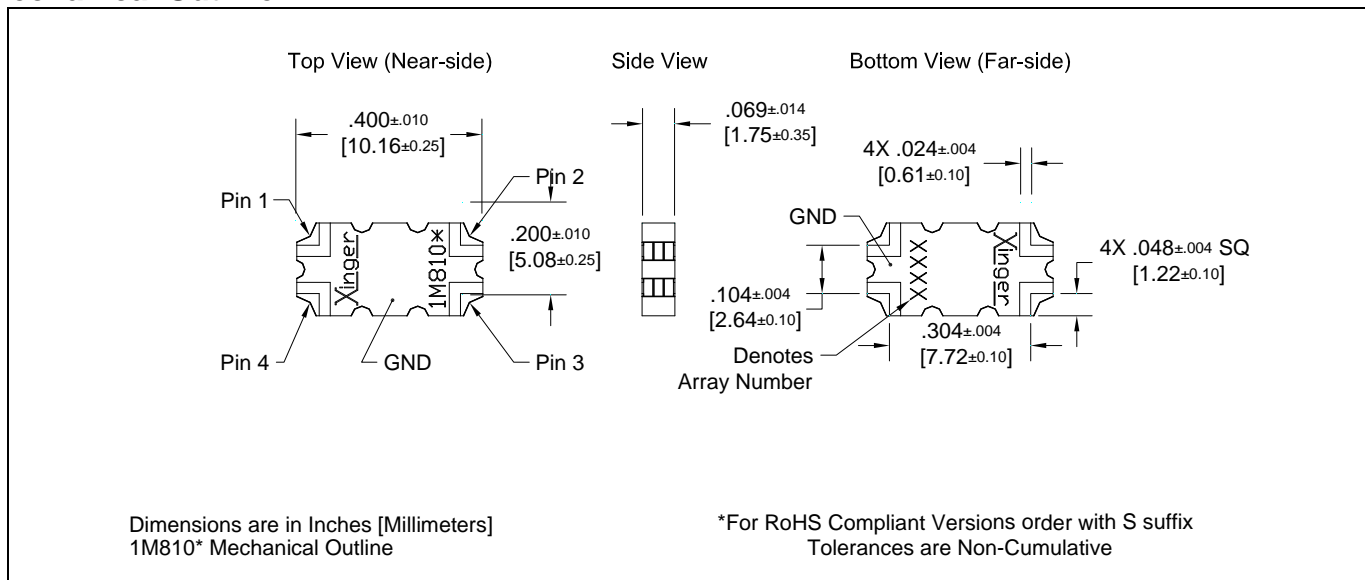 Top View (Near-side)
Side View
Bottom View (Far-side)
.400±.010
[10.16±0.25]
.069±.014
[1.75±0.35]
4X .024±.004
[0.61±0.10]
Pin 1
Pin 2
GND
.200±.010
[5.08±0.25]
4X .048±.004 SQ
[1.22±0.10]
Xinger
1M810*
XXXX
Xinger
.104±.004
[2.64±0.10]
.304±.004
[7.72±0.10]
Pin 4
GND
Pin 3
Denotes
Array Number
Dimensions are in Inches [Millimeters]
1M810* Mechanical Outline
*For RoHS Compliant Versions order with S suffix
Tolerances are Non-Cumulative